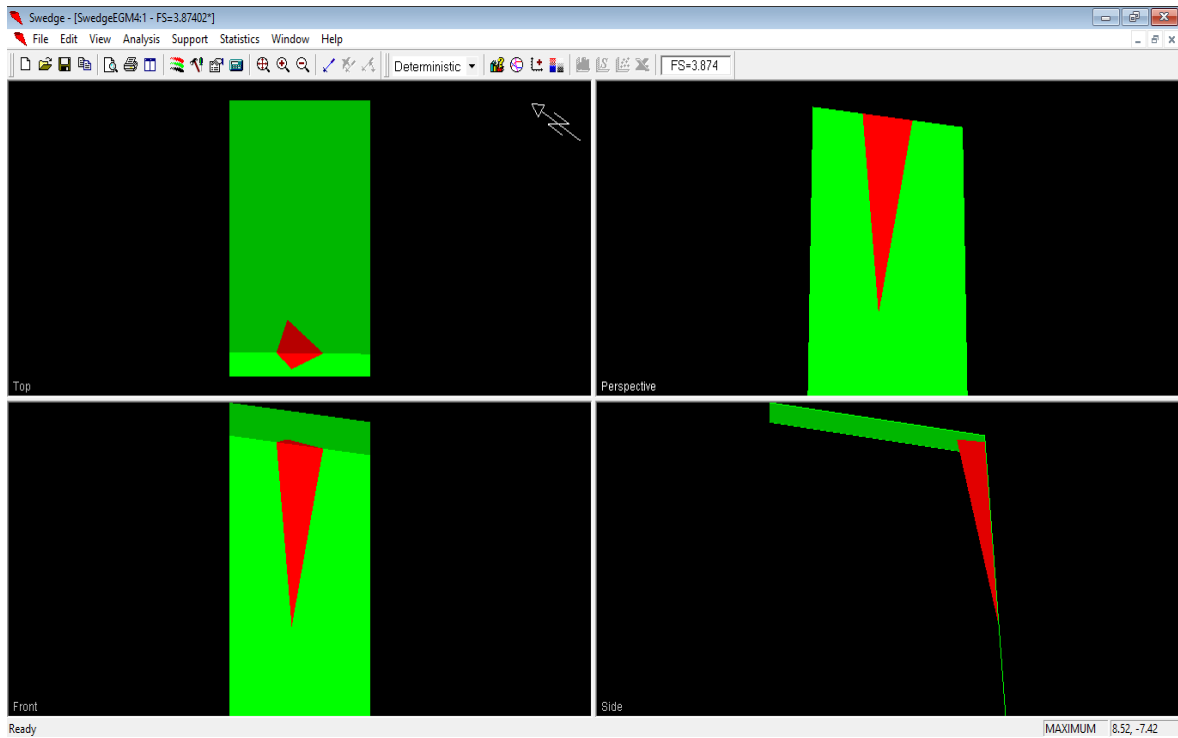 Swedge - [SwedgeEGM4:1 - FS=3.87402*]
File Edit View Analysis Support Statistics Window Help
Deterministic FS=3.874
Top
Perspective
Front
Side
Ready MAXIMUM 8.52, -7.42